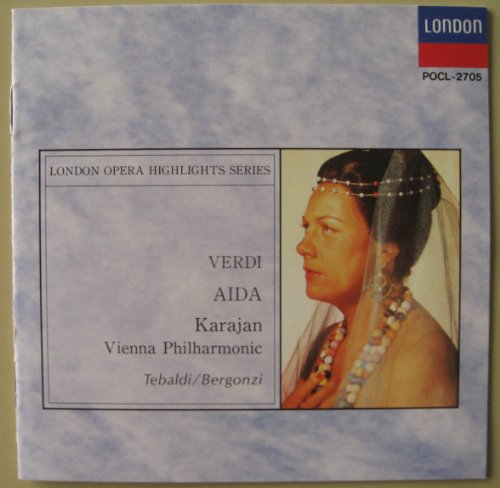 LONDON
POCL-2705
LONDON OPERA HIGHLIGHTS SERIES
VERDI
AIDA
Karajan
Vienna Philharmonic
Tebaldi/Bergonzi